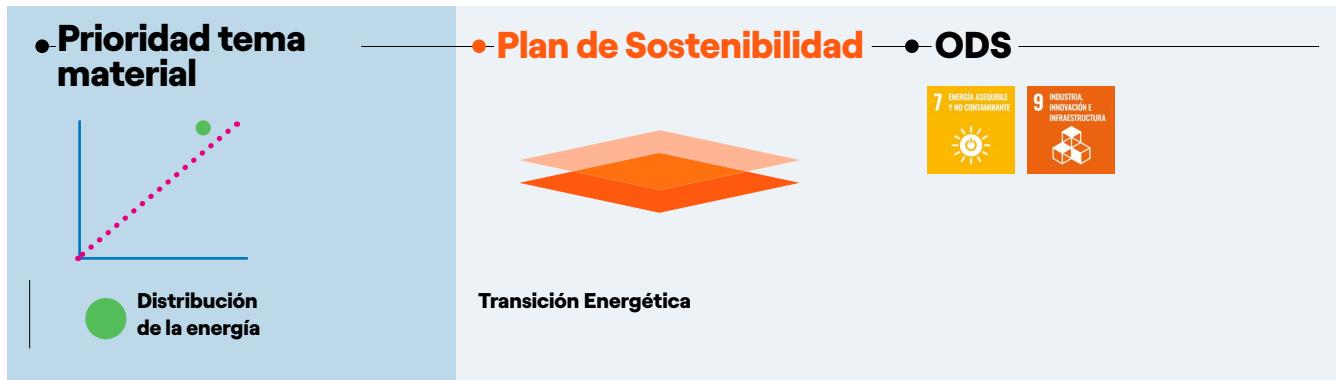 Prioridad tema
material
Plan de Sostenibilidad
ODS
7 ENERGÍA ASEQUIBLE
Y NO CONTAMINANTE
9 INDUSTRIA,
INNOVACIÓN E
INFRAESTRUCTURA
Distribución
de la energía
Transición Energética